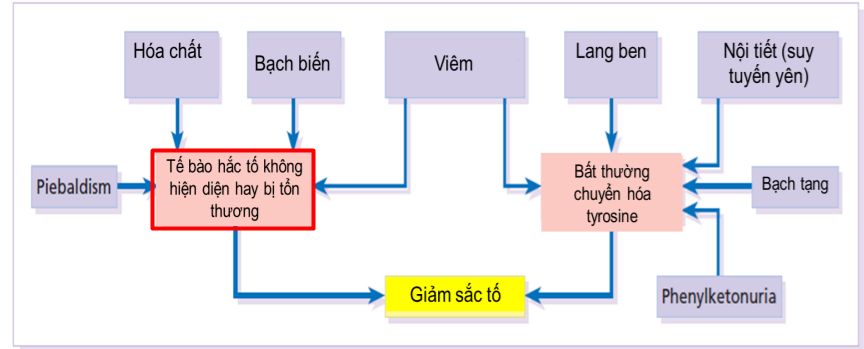 Hóa chất
Bạch biến
Viêm
Lang ben
Nội tiết (suy
tuyến yên)
Piebaldism
Tế bào hắc tố không
hiện diện hay bị tổn
thương
Bất thường
chuyển hóa
tyrosine
Bạch tạng
Giảm sắc tố
Phenylketonuria